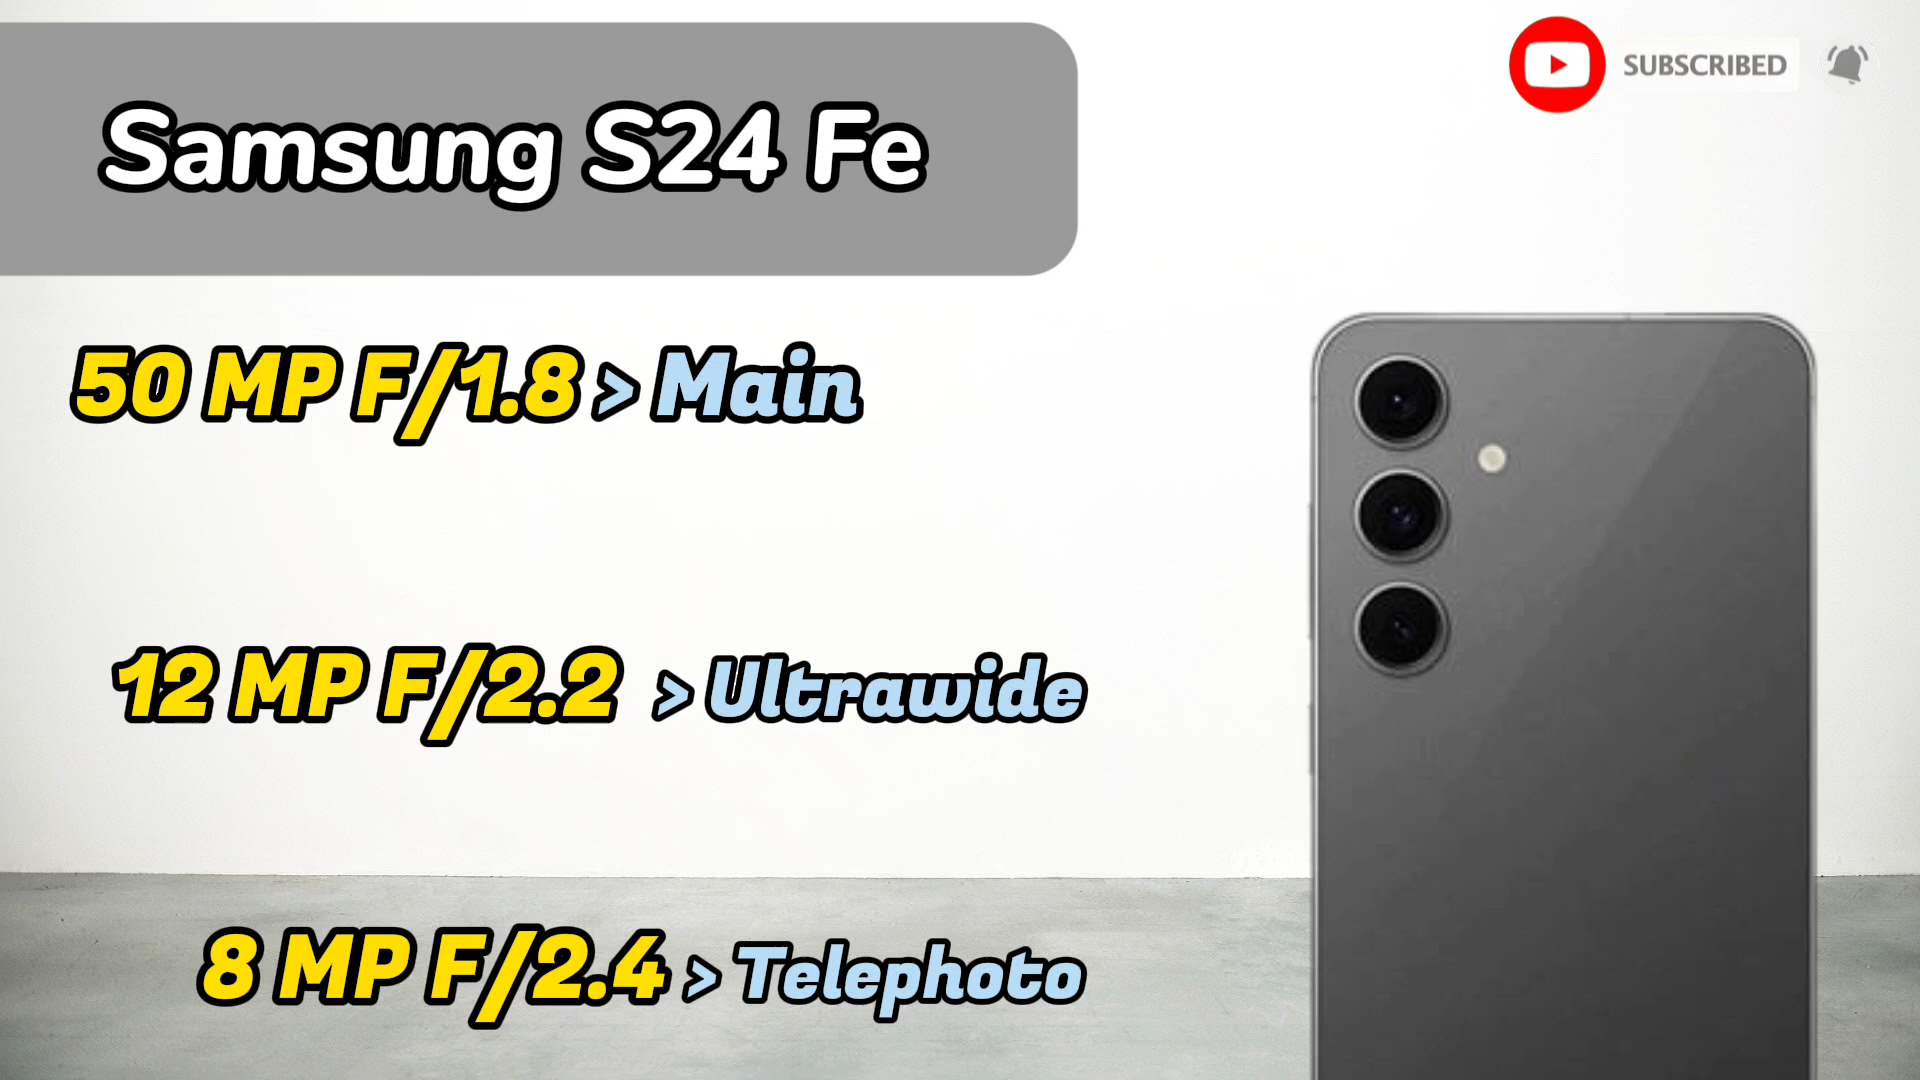 Samsung S24 Fe
SUBSCRIBED
50 MP F/1.8 > Main
12 MP F/2.2 > Ultrawide
8 MP F/2.4 > Telephoto